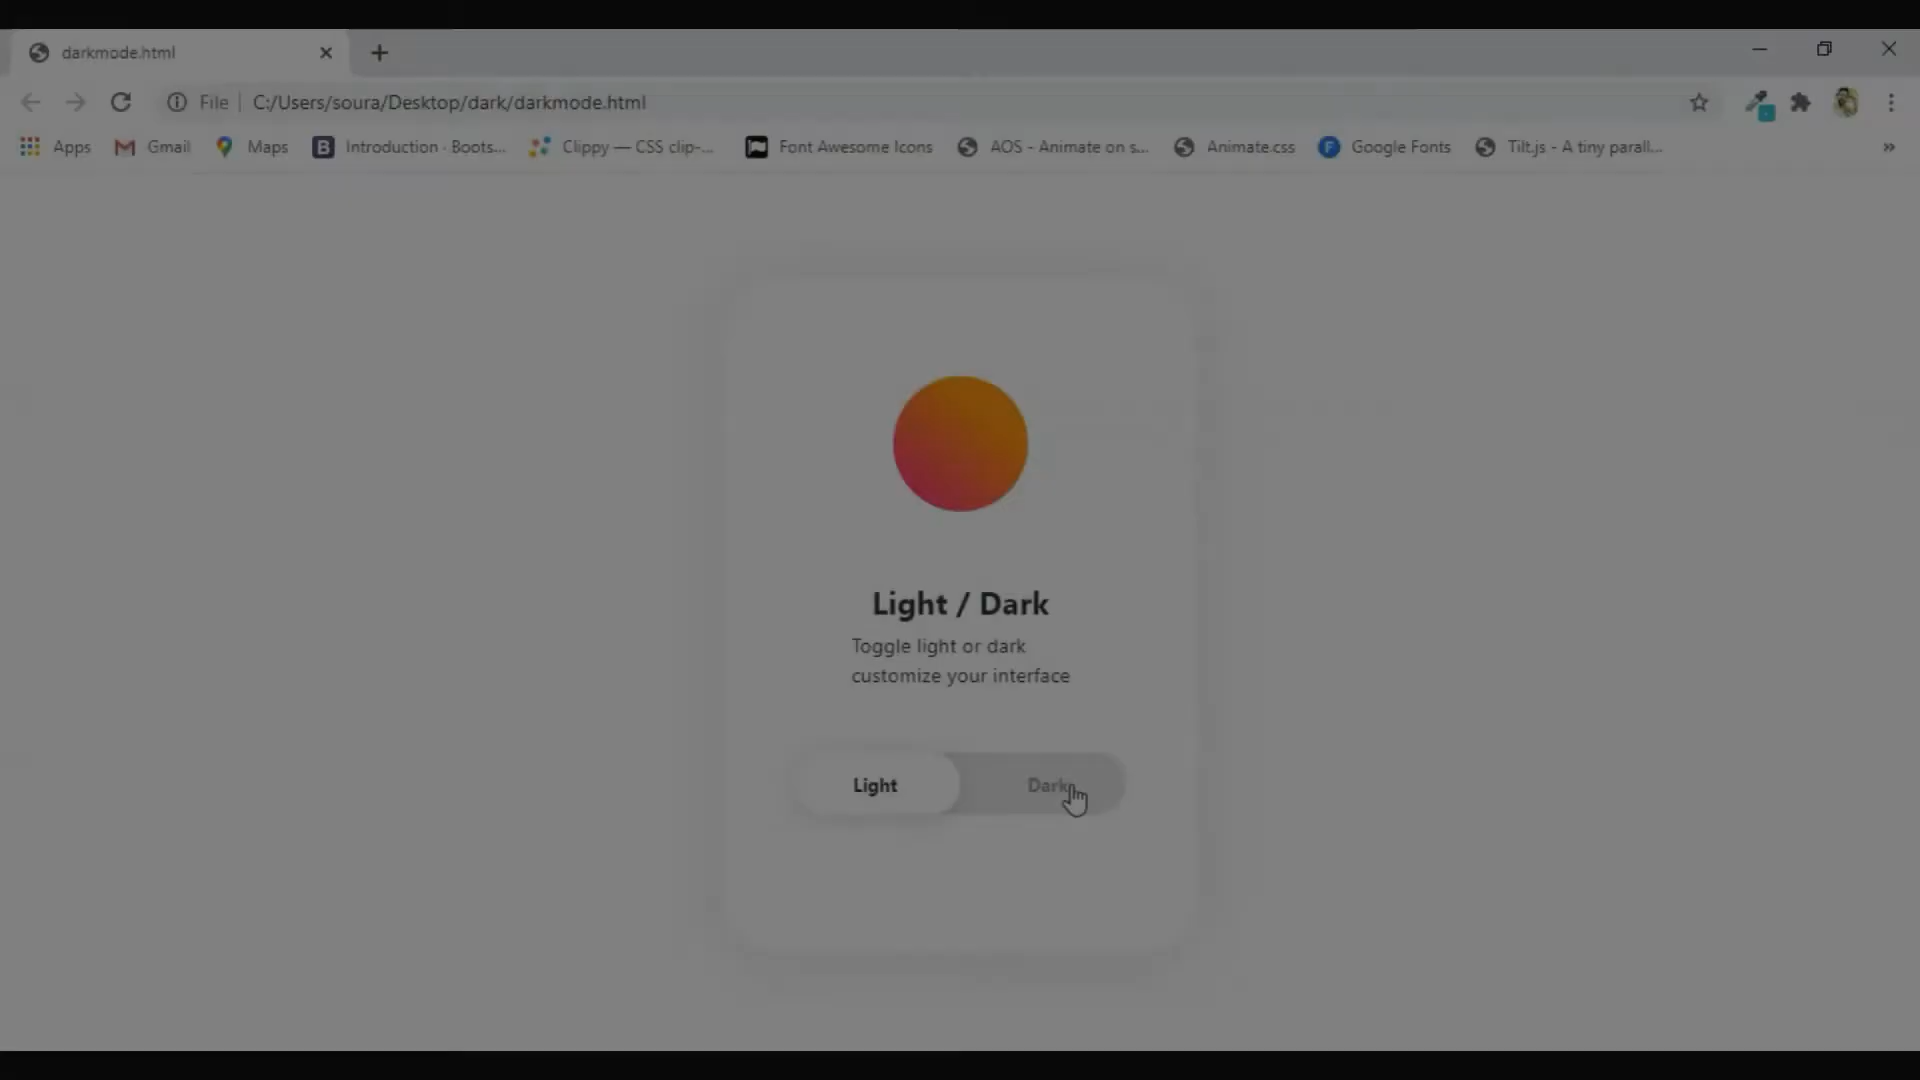 darkmode.html
File C:/Users/soura/Desktop/dark/darkmode.html
Apps Gmail Maps Introduction · Boots... Clippy — CSS clip-... Font Awesome Icons AOS - Animate on s... Animate.css Google Fonts Tilt.js - A tiny parall... »
Light / Dark
Toggle light or dark
customize your interface
Light Dark